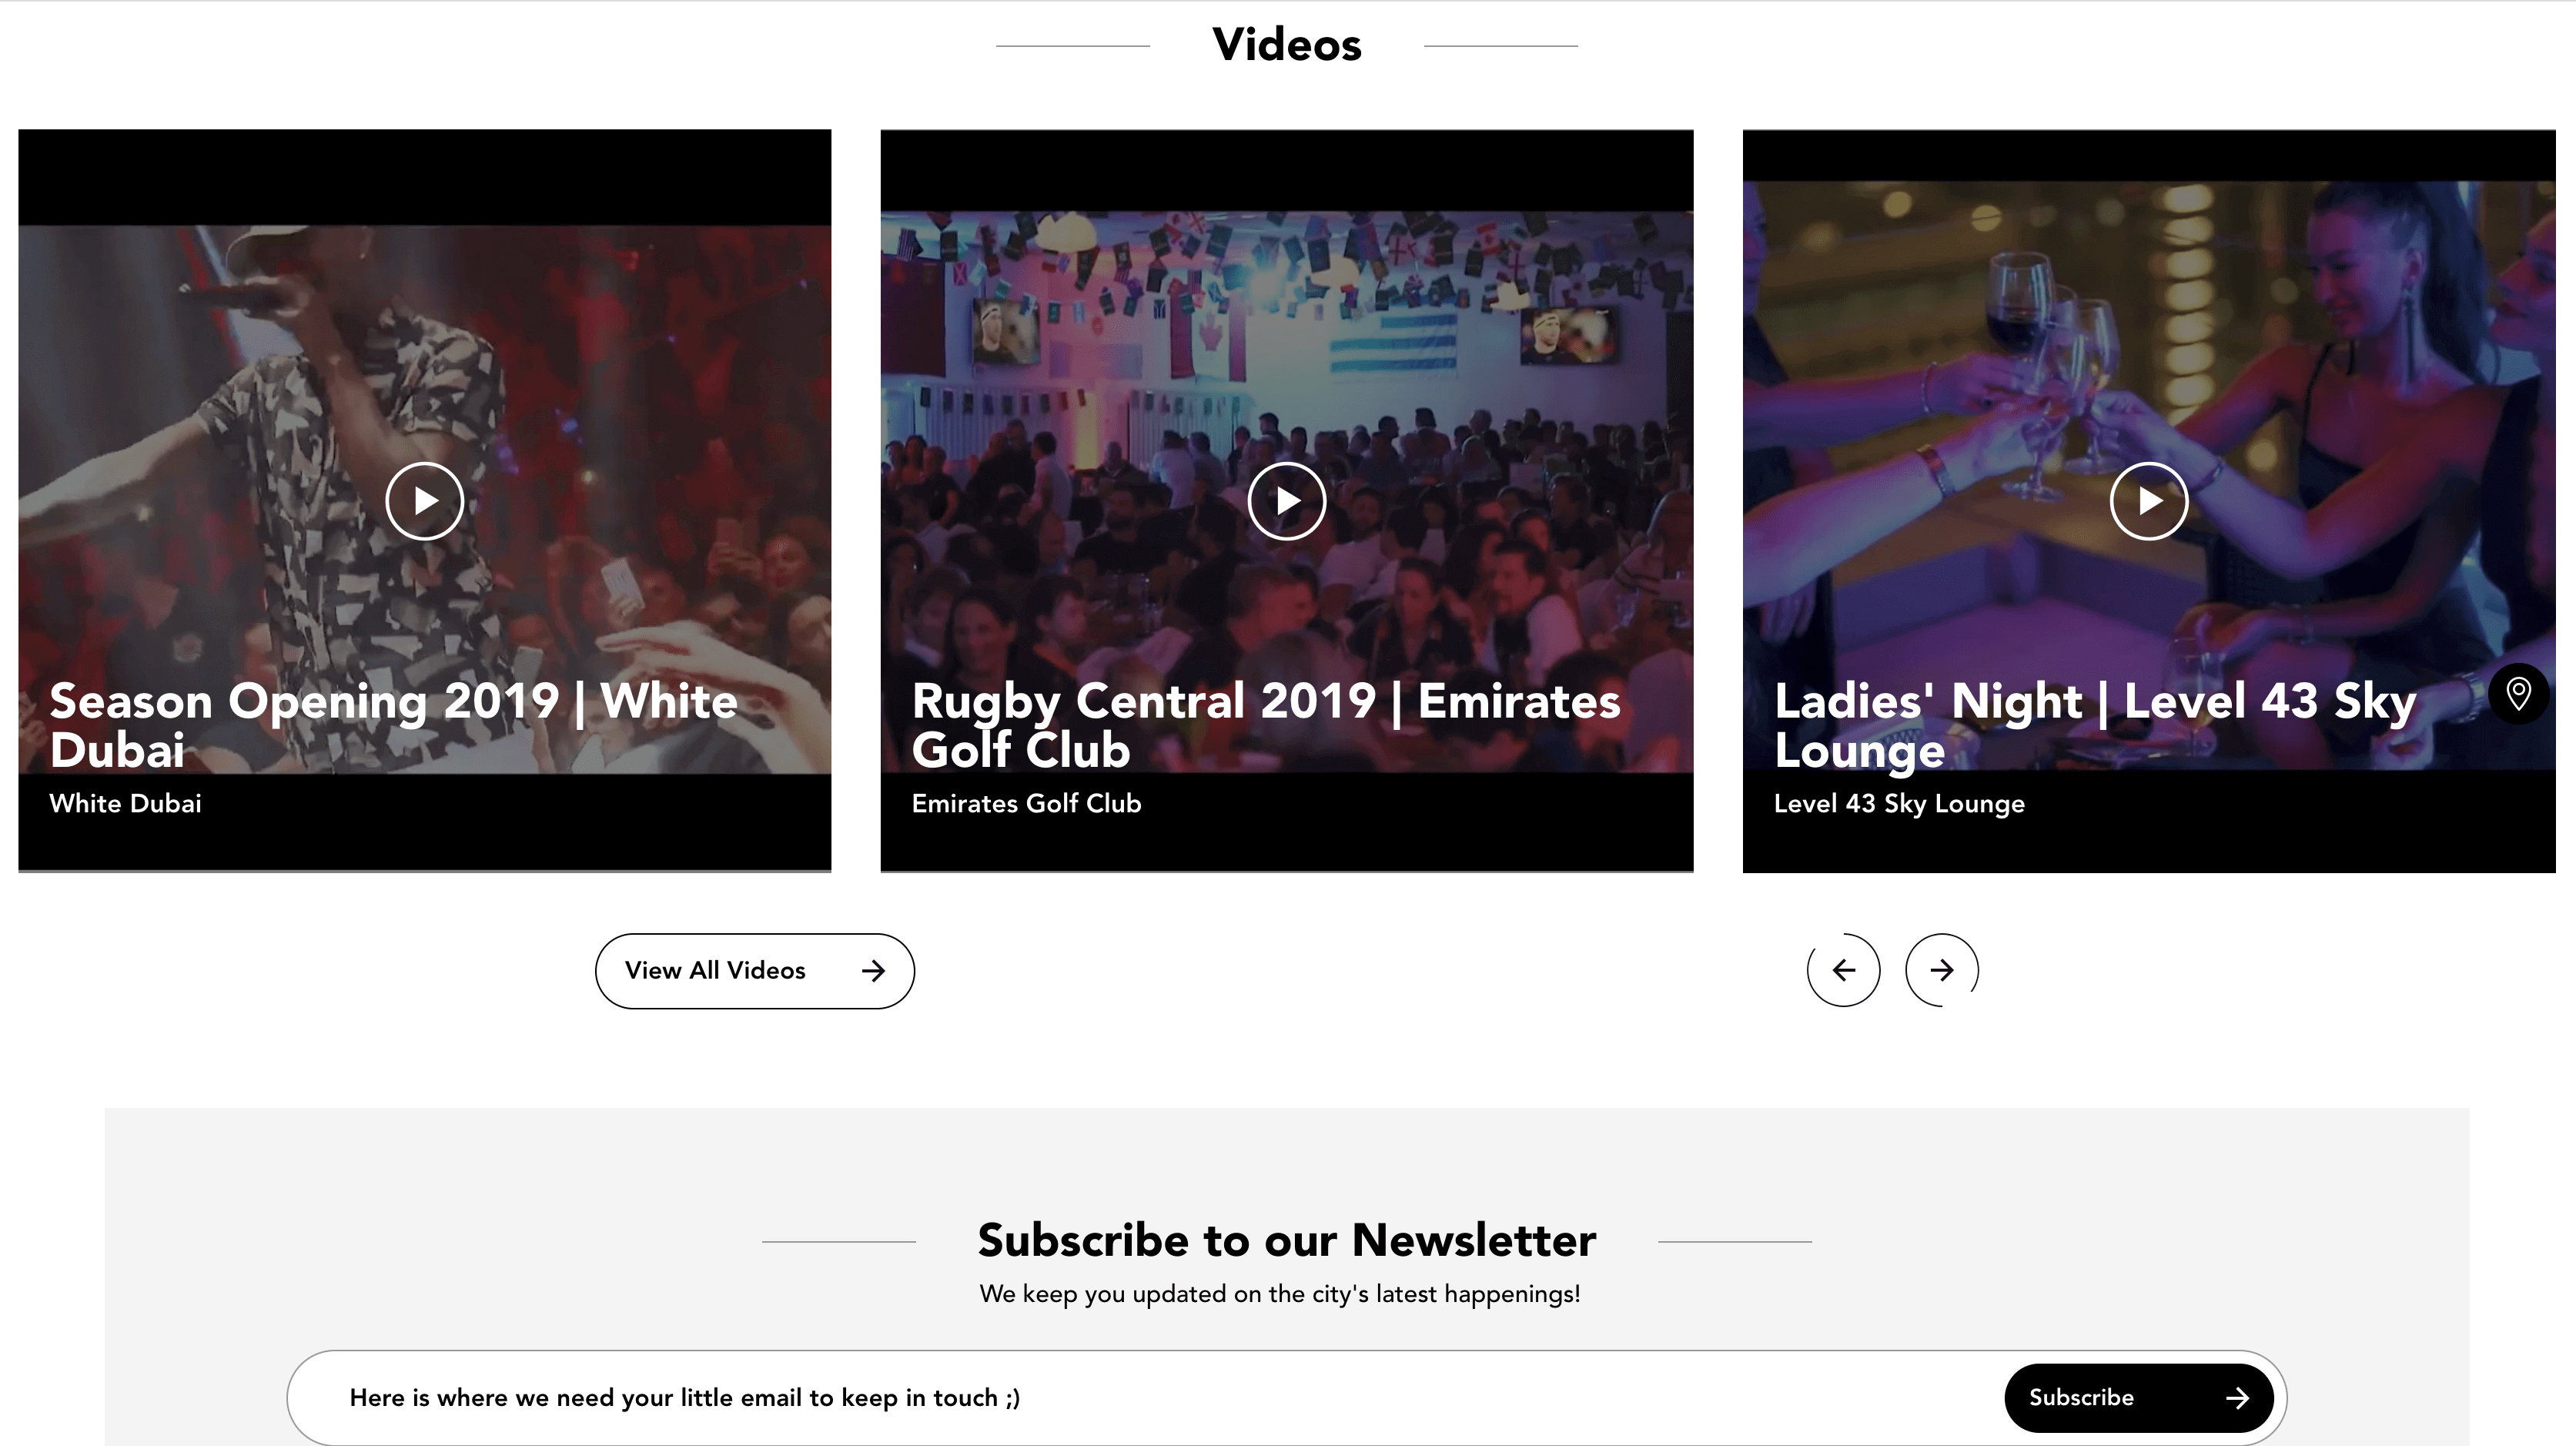 Videos
Season Opening 2019 | White
Dubai
White Dubai
Rugby Central 2019 | Emirates
Golf Club
Emirates Golf Club
Ladies' Night | Level 43 Sky
Lounge
Level 43 Sky Lounge
View All Videos
Subscribe to our Newsletter
We keep you updated on the city's latest happenings!
Here is where we need your little email to keep in touch ;)
Subscribe